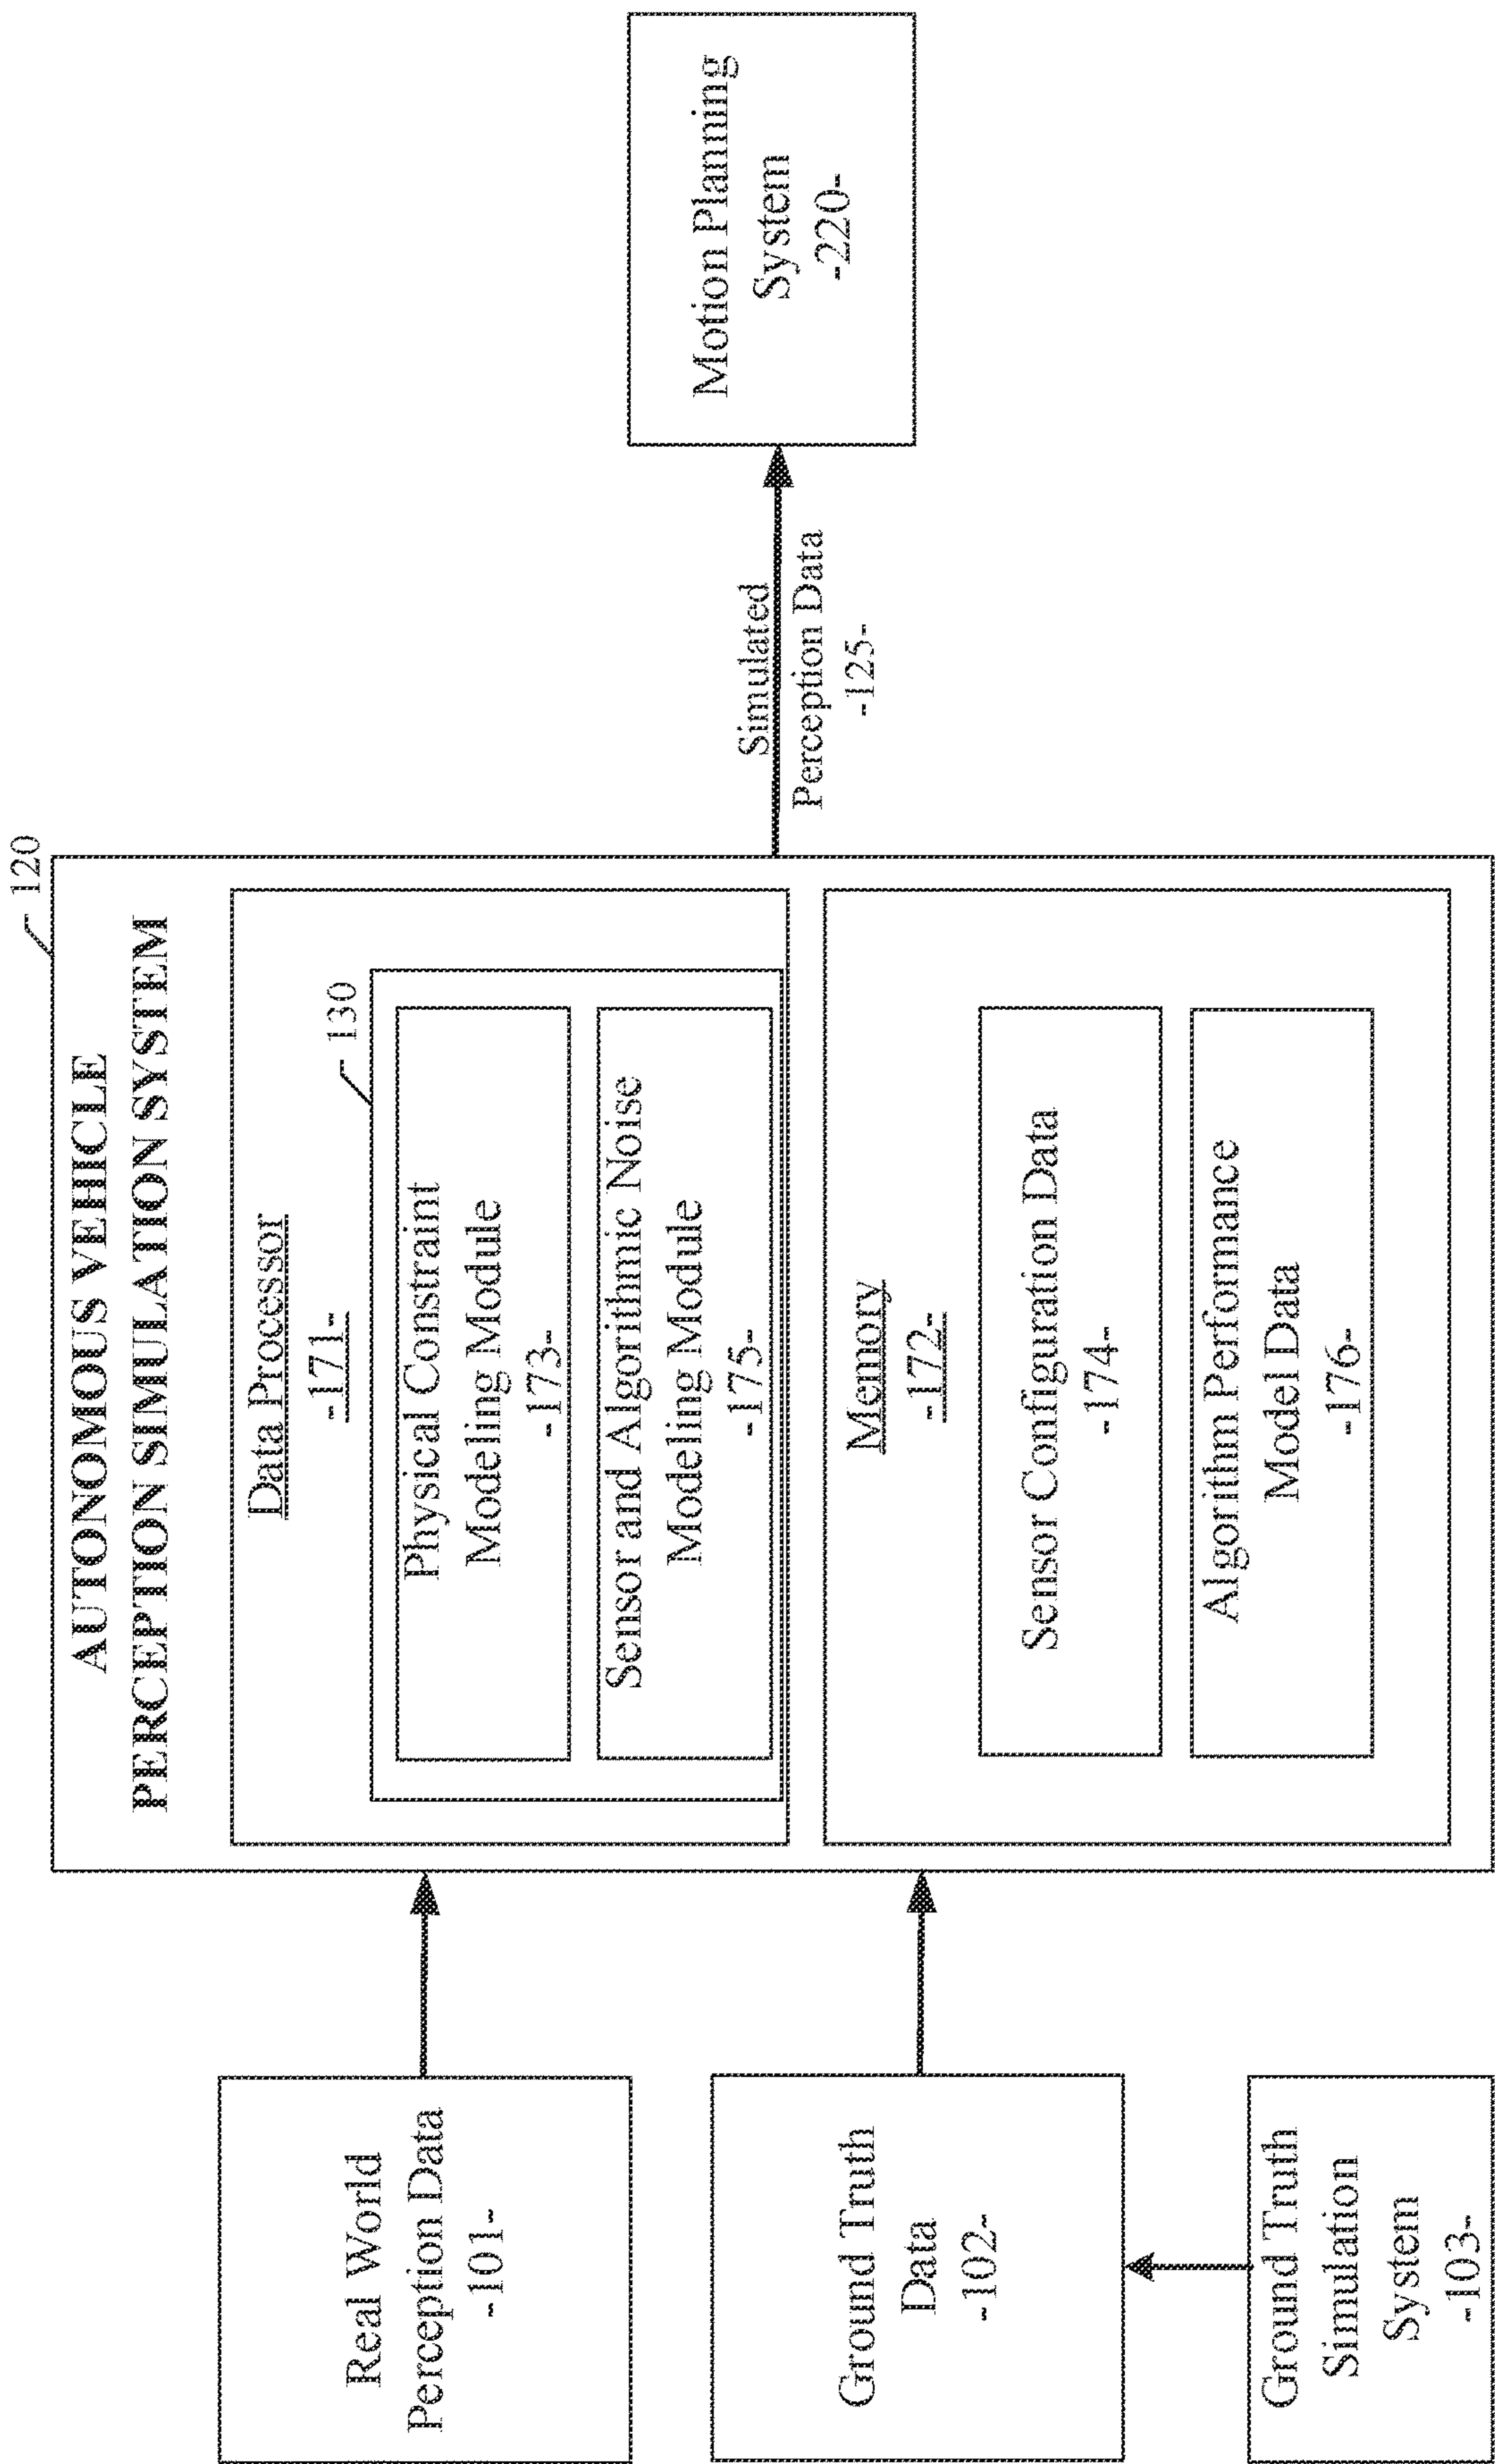 Real World
Perception Data
-101-
Ground Truth
Data
-102-
Ground Truth
Simulation
System
-103-
120
AUTONOMOUS VEHICLE
PERCEPTION SIMULATION SYSTEM
Data Processor
-171-
130
Physical Constraint
Modeling Module
-173-
Sensor and Algorithmic Noise
Modeling Module
-175-
Memory
-172-
Sensor Configuration Data
-174-
Algorithm Performance
Model Data
-176-
Simulated
Perception Data
-125-
Motion Planning
System
-220-